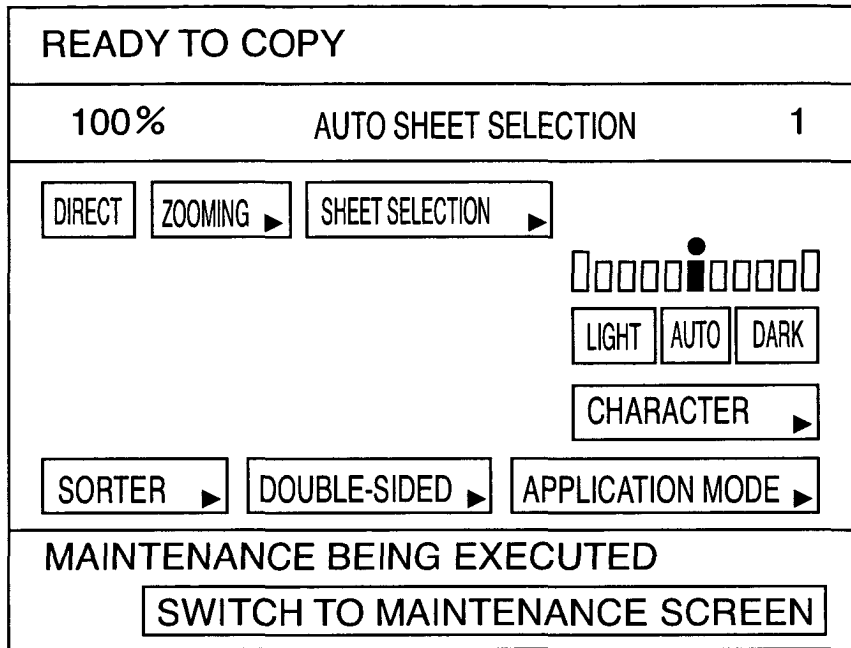 READY TO COPY
100% AUTO SHEET SELECTION 1
DIRECT ZOOMING SHEET SELECTION
LIGHT AUTO DARK
CHARACTER
SORTER DOUBLE-SIDED APPLICATION MODE
MAINTENANCE BEING EXECUTED
SWITCH TO MAINTENANCE SCREEN